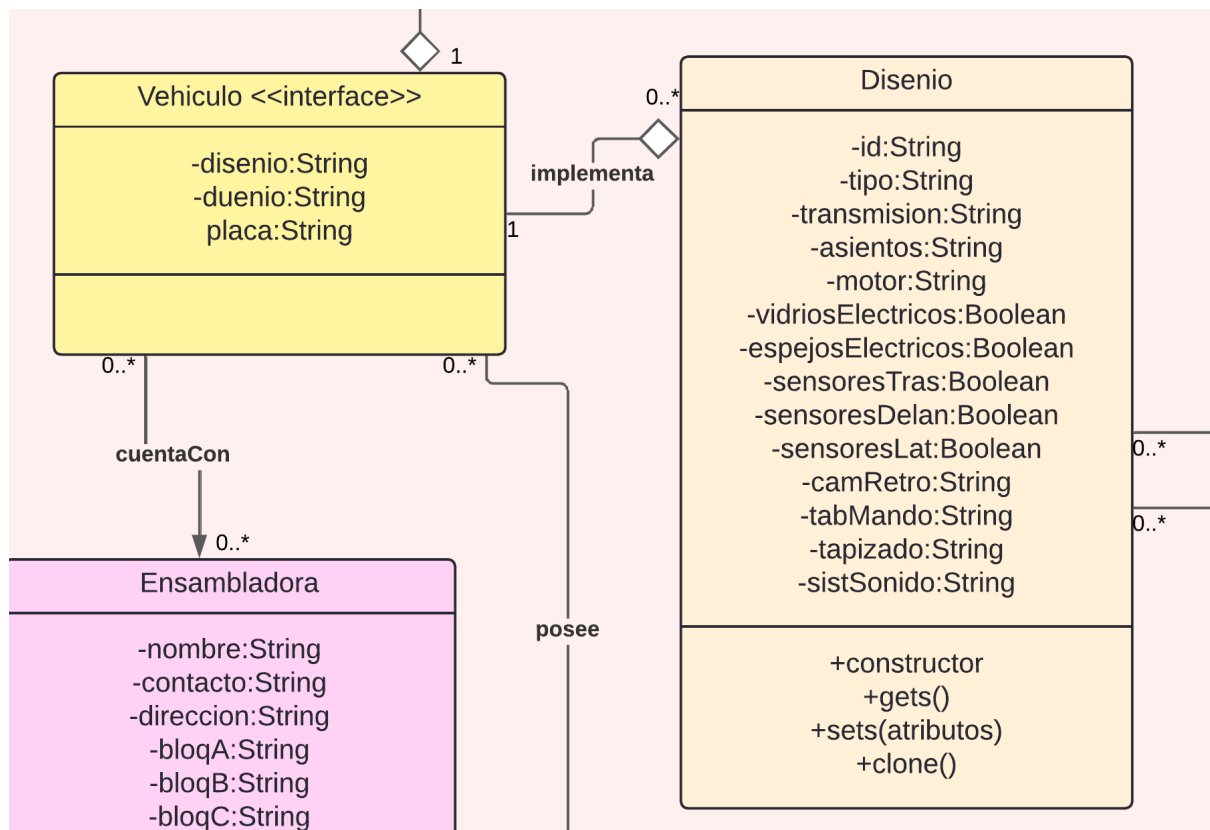 1
Vehiculo <<interface>>
-disenio:String
-duenio:String
placa:String
0..*
implementa
1
Disenio
-id:String
-tipo:String
-transmision:String
-asientos:String
-motor:String
-vidriosElectricos:Boolean
-espejosElectricos:Boolean
-sensoresTras:Boolean
-sensoresDelan:Boolean
-sensoresLat:Boolean
-camRetro:String
-tabMando:String
-tapizado:String
-sistSonido:String
+constructor
+gets()
+sets(atributos)
+clone()
0..*
0..*
0..*
0..*
cuentaCon
0..*
posee
Ensambladora
-nombre:String
-contacto:String
-direccion:String
-bloqA:String
-bloqB:String
-bloqC:String